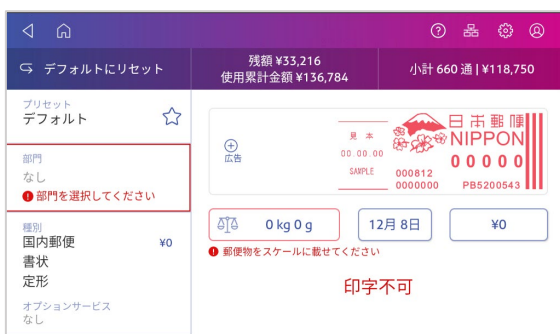 デフォルトにリセット
残額 ¥33,216
使用累計金額 ¥136,784
小計 660 通 | ¥118,750
プリセット
デフォルト
部門
なし
部門を選択してください
種別
国内郵便 ¥0
書状
定形
オプションサービス
なし
広告
見 本
00.00.00
SAMPLE
日本郵便
NIPPON
00000
000812
0000000 PB5200543
0 kg 0 g
12月 8日
¥0
郵便物をスケールに載せてください
印字不可